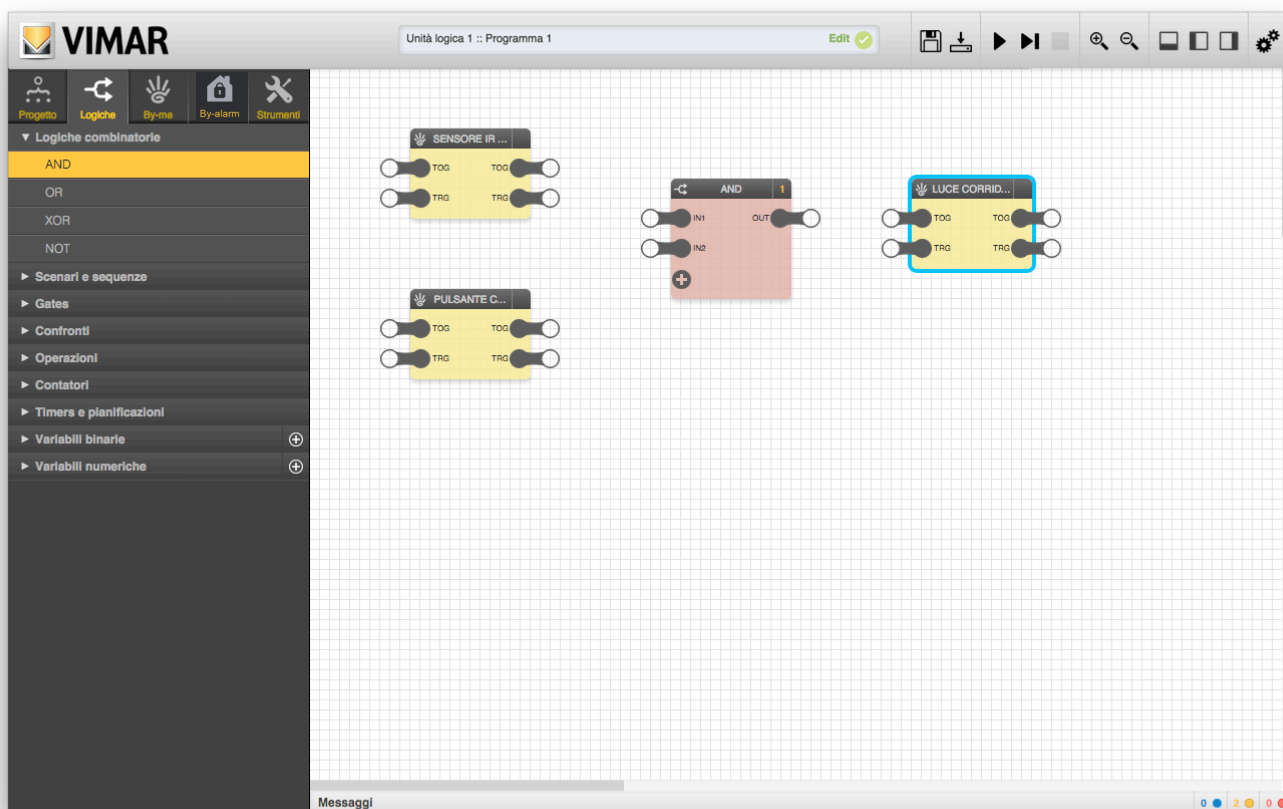 VIMAR
Unità logica 1 :: Programma 1
Edit
Progetto
Logiche
By-me
By-alarm
Strumenti
Logiche combinatorie
AND
OR
XOR
NOT
Scenari e sequenze
Gates
Confronti
Operazioni
Contatori
Timers e pianificazioni
Variabili binarie
Variabili numeriche
SENSORE IR ...
TOG TOG
TRG TRG
PULSANTE C...
TOG TOG
TRG TRG
AND 1
IN1 OUT
IN2
LUCE CORRID...
TOG TOG
TRG TRG
Messaggi
0 2 0